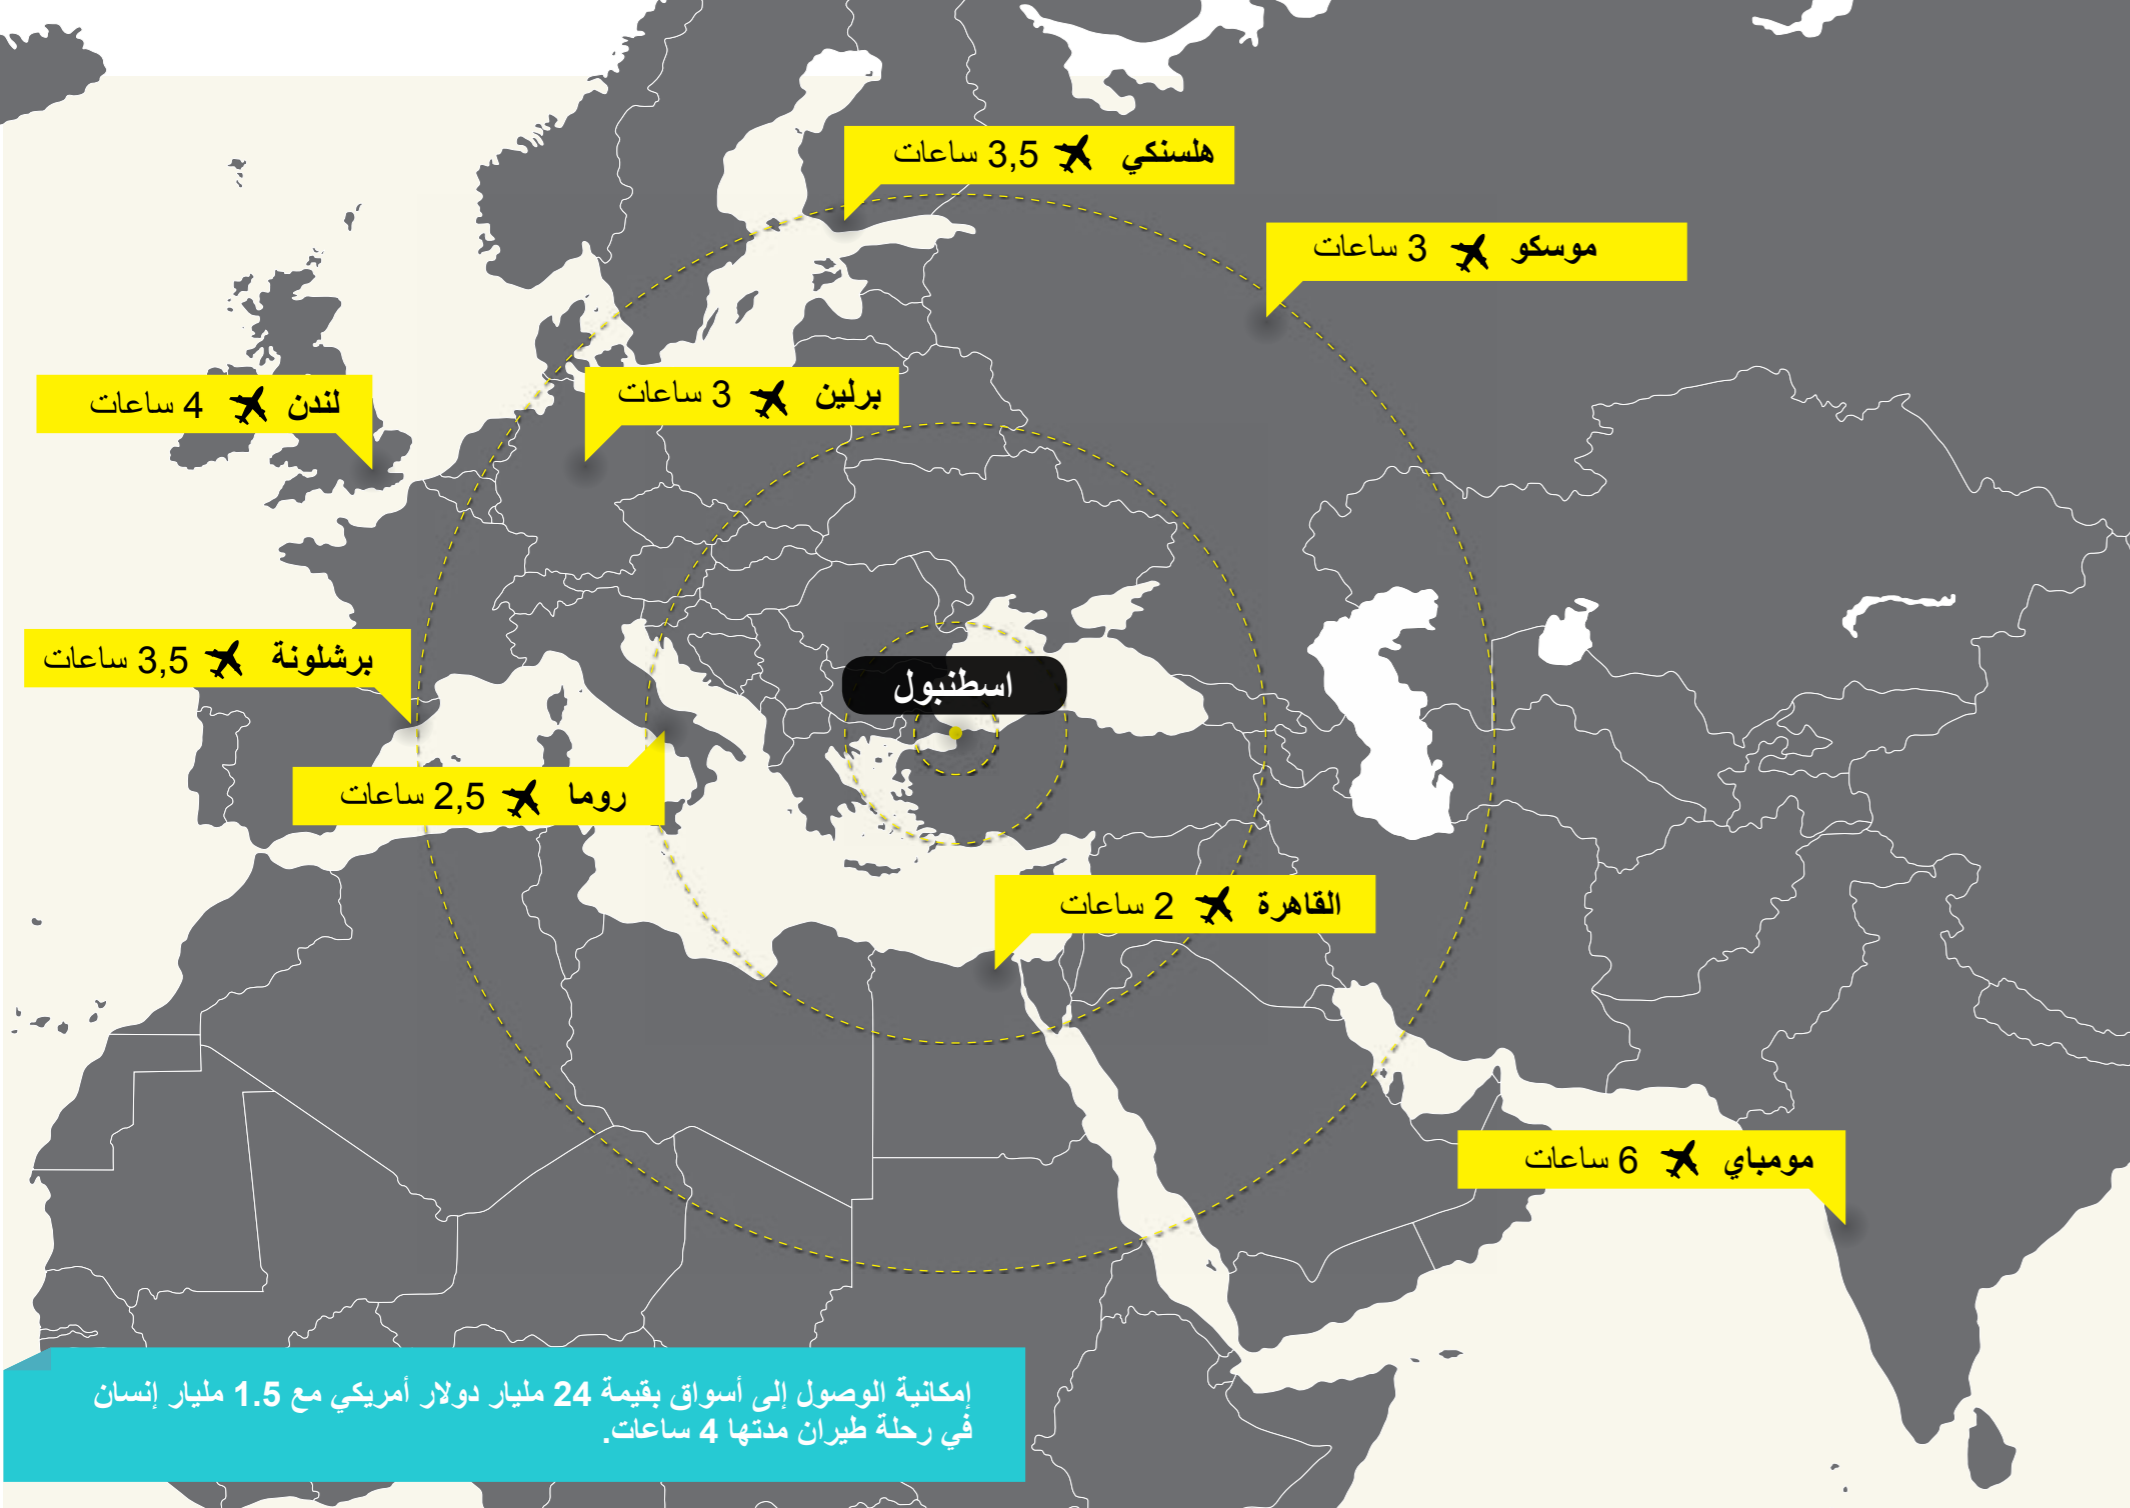 هلسنكي 3,5 ساعات
موسكو 3 ساعات
برلين 3 ساعات
لندن 4 ساعات
برشلونة 3,5 ساعات
اسطنبول
روما 2,5 ساعات
القاهرة 2 ساعات
مومباي 6 ساعات
إمكانية الوصول إلى أسواق بقيمة 24 مليار دولار أمريكي مع 1.5 مليار إنسان
في رحلة طيران مدتها 4 ساعات.